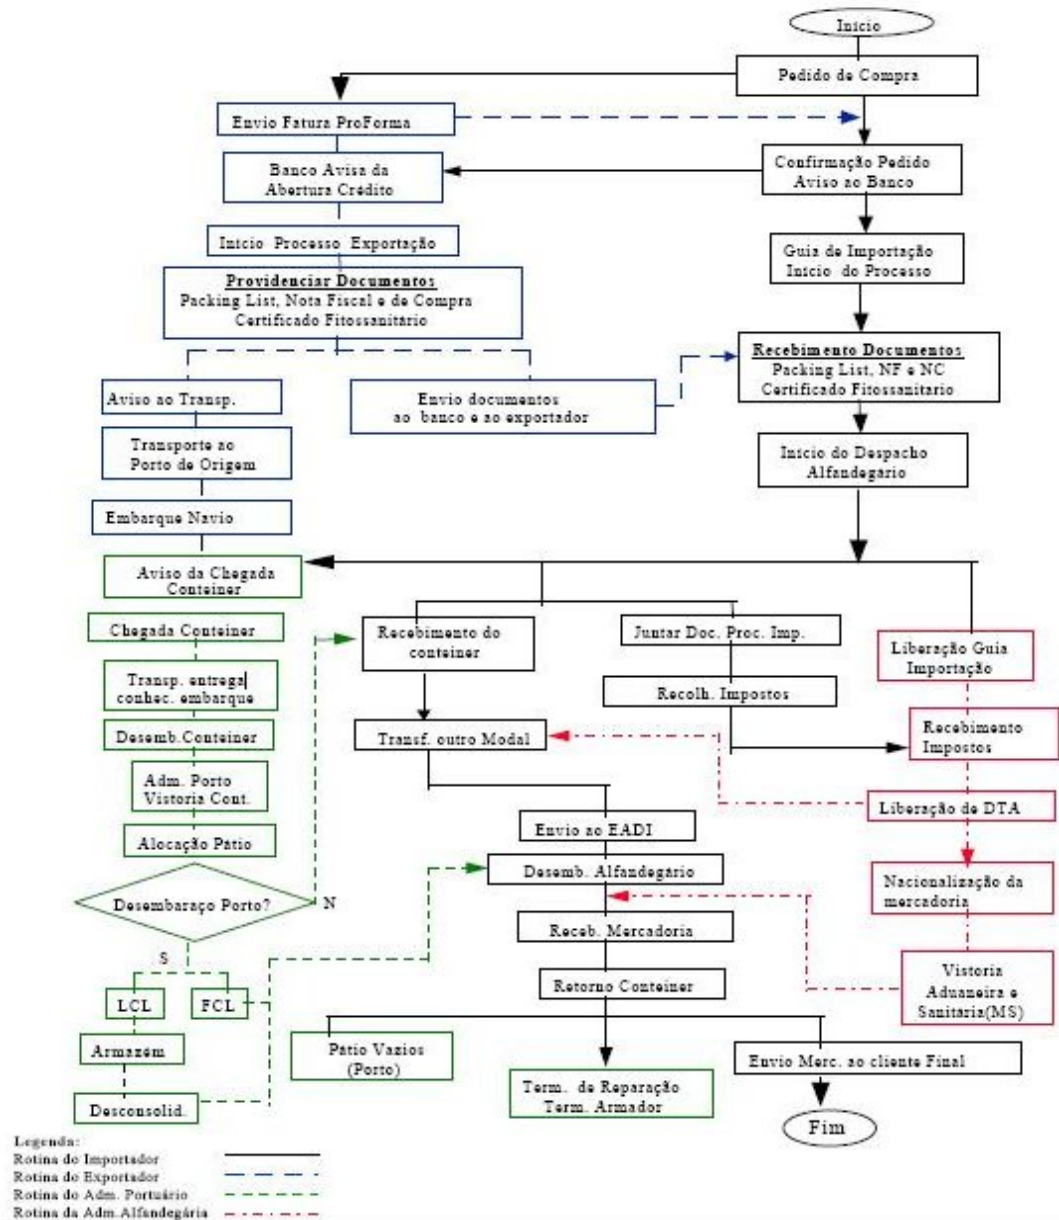 Início
Pedido de Compra
Envio Fatura ProForma
Banco Avisa da
Abertura Crédito
Confirmação Pedido
Aviso ao Banco
Início Processo Exportação
Guia de Importação
Início do Processo
Providenciar Documentos
Packing List, Nota Fiscal e de Compra
Certificado Fitossanitário
Recebimento Documentos
Packing List, NF e NC
Certificado Fitossanitário
Aviso ao Transp.
Envio documentos
ao banco e ao exportador
Transporte ao
Porto de Origem
Início do Despacho
Alfandegário
Embarque Navio
Aviso da Chegada
Conteiner
Chegada Conteiner
Recebimento do
conteiner
Juntar Doc. Proc. Imp.
Liberação Guia
Importação
Transp. entrega
conhec. embarque
Recolh. Impostos
Desemb.Conteiner
Transf. outro Modal
Recebimento
Impostos
Adm. Porto
Vistoria Cont.
Liberação de DTA
Alocação Pátio
Envio ao EADI
Desemb. Alfandegário
Nacionalização da
mercadoria
Desembaraço Porto?
N
Receb. Mercadoria
S
Retorno Conteiner
Vistoria
Aduaneira e
Sanitária(MS)
LCL
FCL
Armazém
Pátio Vazios
(Porto)
Envio Merc. ao cliente Final
Term. de Reparação
Term. Armador
Desconsolid.
Fim
Legenda:
Rotina do Importador
Rotina do Exportador
Rotina do Adm. Portuário
Rotina da Adm.Alfandegária